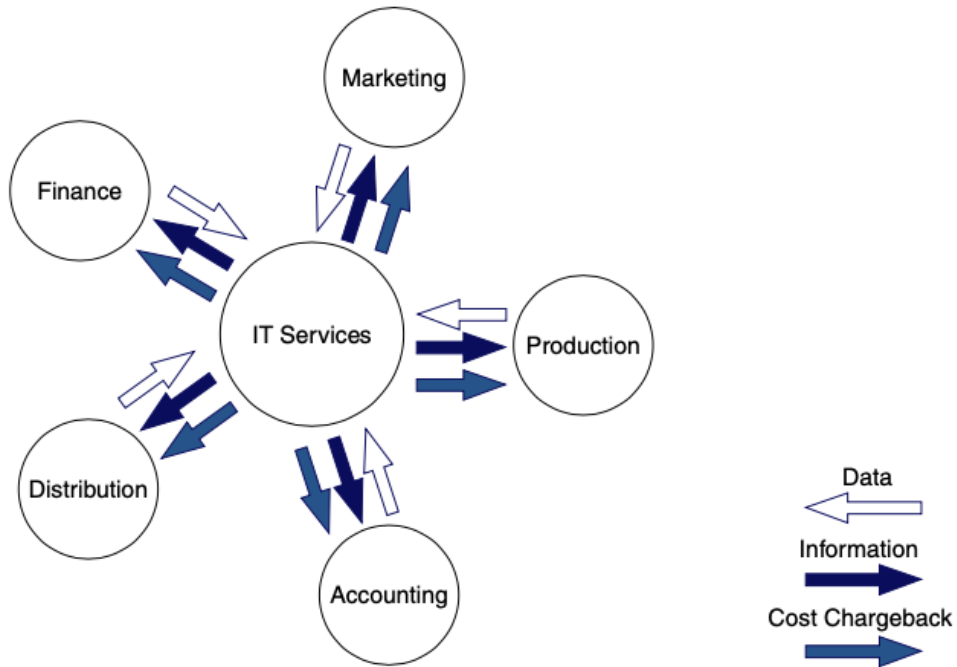 Marketing
Finance
IT Services
Production
Distribution
Accounting
Data
Information
Cost Chargeback